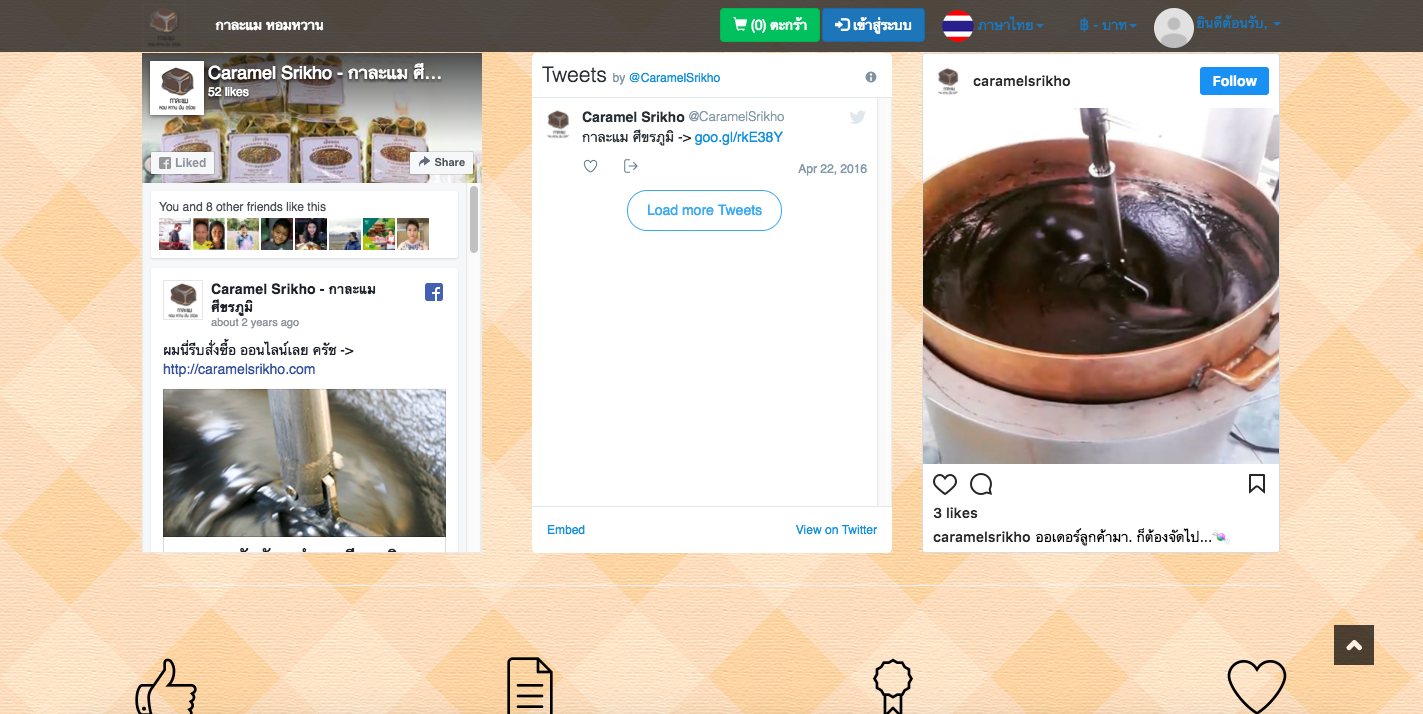 กาละแม หอมหวาน
(0) ตะกร้า
เข้าสู่ระบบ
ภาษาไทย
฿ - บาท
ยินดีต้อนรับ,
Caramel Srikho - กาละแม ศี...
52 likes
Liked
Share
You and 8 other friends like this
Caramel Srikho - กาละแม
ศีขรภูมิ
about 2 years ago
ผมนี่รีบสั่งซื้อ ออนไลน์เลย ครัช ->
http://caramelsrikho.com
Tweets by @CaramelSrikho
Caramel Srikho @CaramelSrikho
กาละแม ศีขรภูมิ -> goo.gl/rkE38Y
Apr 22, 2016
Load more Tweets
Embed
View on Twitter
caramelsrikho
Follow
3 likes
caramelsrikho ออเดอร์ลูกค้ามา. ก็ต้องจัดไป...🍬